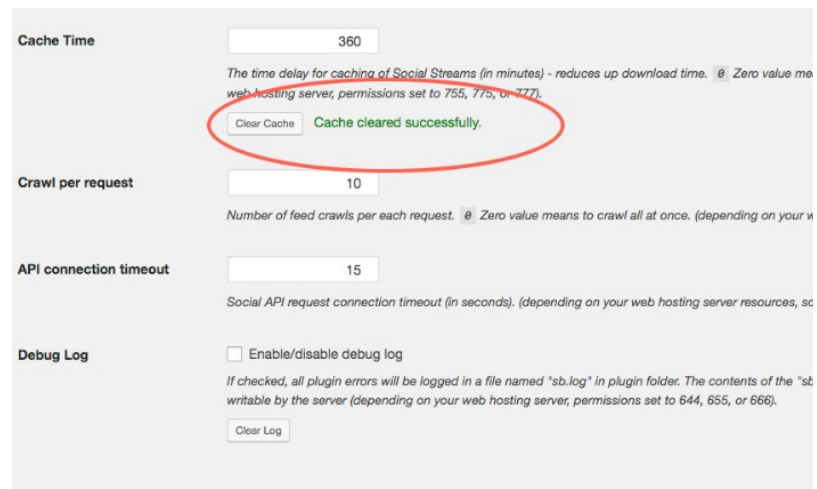 Cache Time
360
The time delay for caching of Social Streams (in minutes) - reduces up download time. 0 Zero value
web hosting server, permissions set to 755, 775, or 777).
Clear Cache Cache cleared successfully.
Crawl per request
10
Number of feed crawls per each request. 0 Zero value means to crawl all at once. (depending on your
API connection timeout
15
Social API request connection timeout (in seconds). (depending on your web hosting server resources,
Debug Log
Enable/disable debug log
If checked, all plugin errors will be logged in a file named "sb.log" in plugin folder. The contents of the "sb
writable by the server (depending on your web hosting server, permissions set to 644, 655, or 666).
Clear Log